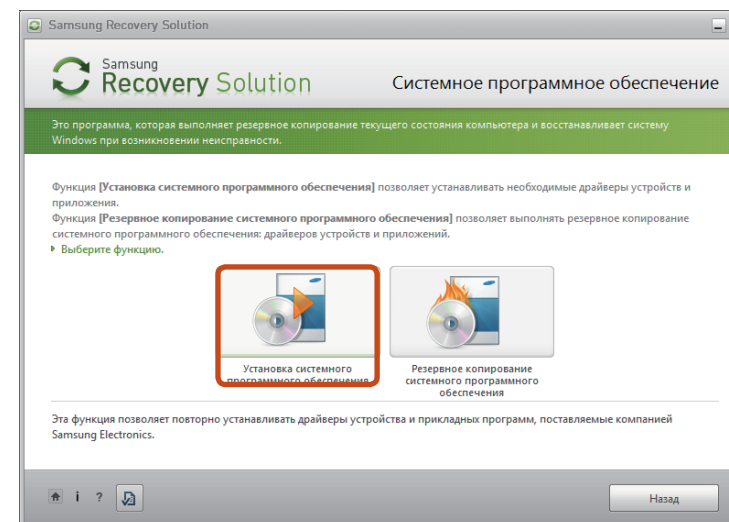 Samsung Recovery Solution
Samsung
Recovery Solution
Системное программное обеспечение
Это программа, которая выполняет резервное копирование текущего состояния компьютера и восстанавливает систему
Windows при возникновении неисправности.
Функция [Установка системного программного обеспечения] позволяет устанавливать необходимые драйверы устройств и
приложения.
Функция [Резервное копирование системного программного обеспечения] позволяет выполнять резервное копирование
системного программного обеспечения: драйверов устройств и приложений.
Выберите функцию.
Установка системного
программного обеспечения
Резервное копирование
системного программного
обеспечения
Эта функция позволяет повторно устанавливать драйверы устройства и прикладных программ, поставляемые компанией
Samsung Electronics.
i ?
Назад